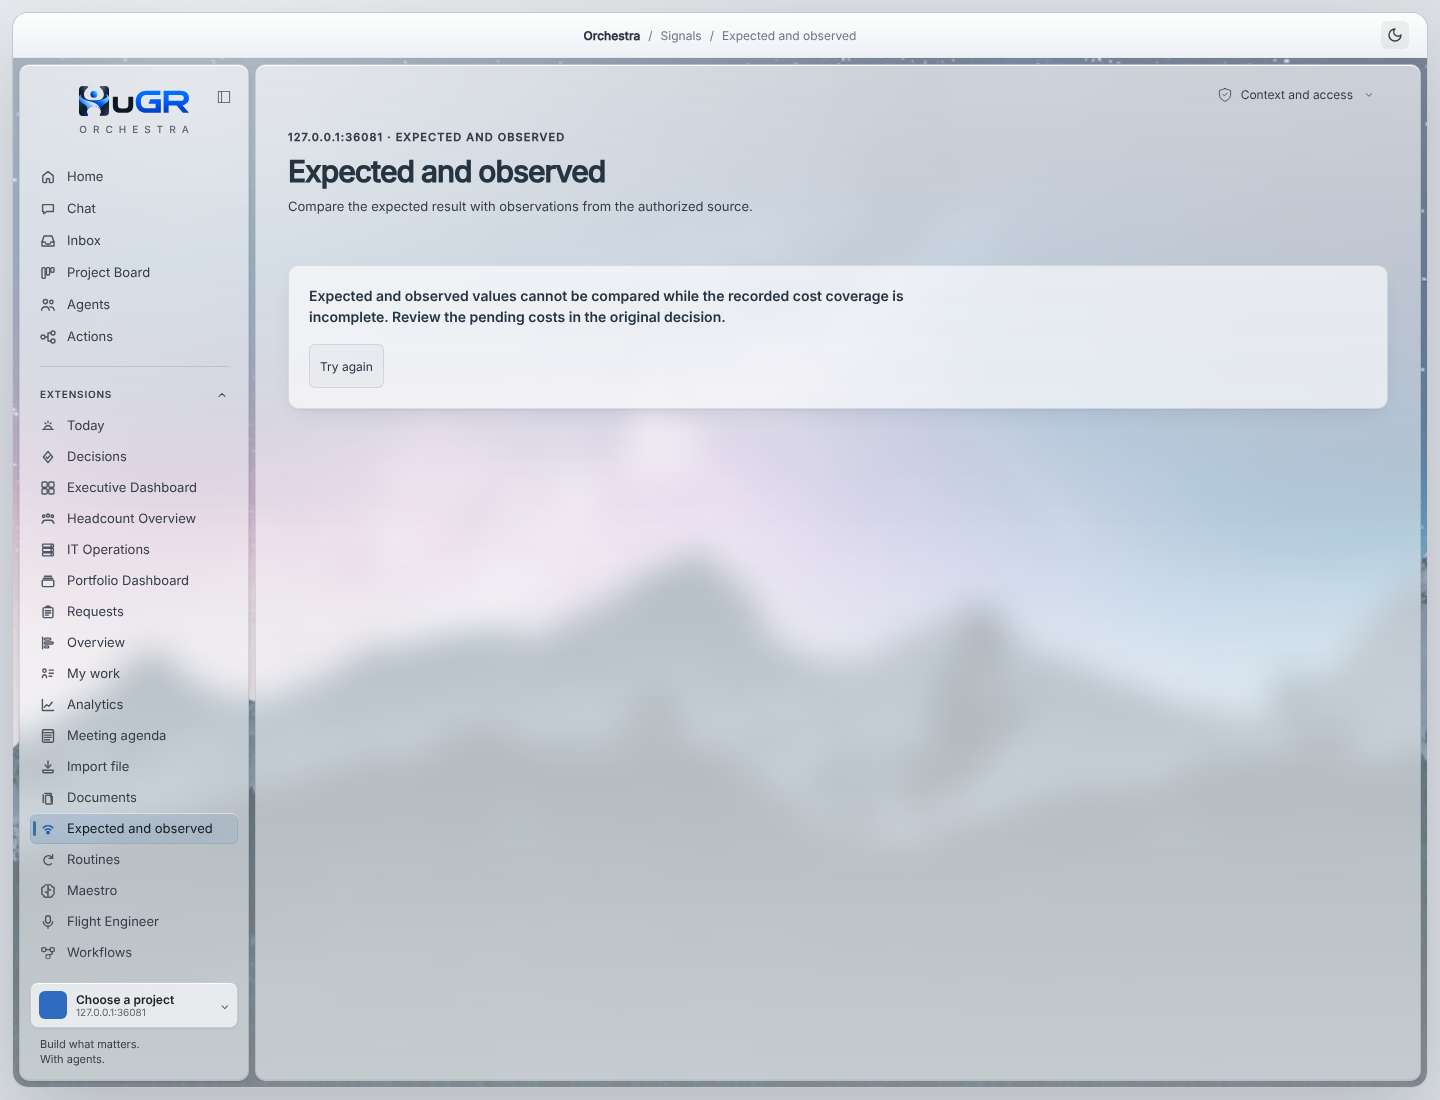 Orchestra / Signals / Expected and observed
HuGR
ORCHESTRA
Home
Chat
Inbox
Project Board
Agents
Actions
EXTENSIONS
Today
Decisions
Executive Dashboard
Headcount Overview
IT Operations
Portfolio Dashboard
Requests
Overview
My work
Analytics
Meeting agenda
Import file
Documents
Expected and observed
Routines
Maestro
Flight Engineer
Workflows
Choose a project
127.0.0.1:36081
Build what matters.
With agents.
Context and access
127.0.0.1:36081 · EXPECTED AND OBSERVED
Expected and observed
Compare the expected result with observations from the authorized source.
Expected and observed values cannot be compared while the recorded cost coverage is
incomplete. Review the pending costs in the original decision.
Try again